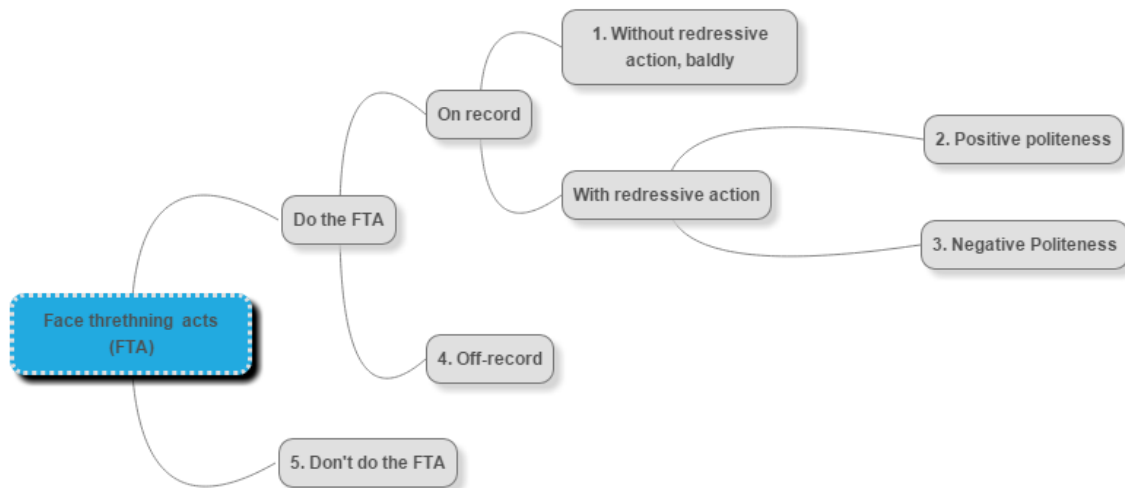 1. Without redressive
action, baldly
On record
2. Positive politeness
With redressive action
Do the FTA
3. Negative Politeness
Face threthning acts
(FTA)
4. Off-record
5. Don't do the FTA